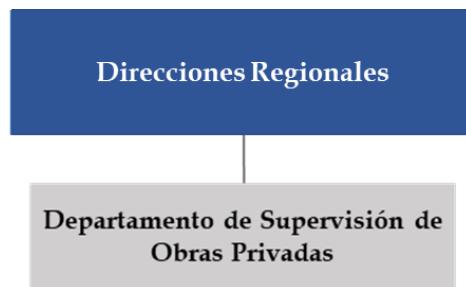 Direcciones Regionales
Departamento de Supervisión de
Obras Privadas